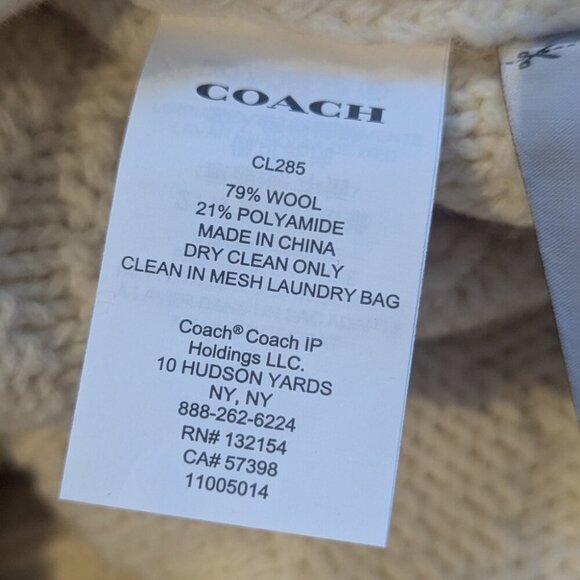 COACH
CL285
79% WOOL
21% POLYAMIDE
MADE IN CHINA
DRY CLEAN ONLY
CLEAN IN MESH LAUNDRY BAG
Coach® Coach IP
Holdings LLC.
10 HUDSON YARDS
NY, NY
888-262-6224
RN# 132154
CA# 57398
11005014